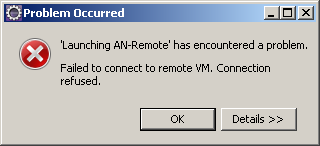 Problem Occurred
'Launching AN-Remote' has encountered a problem.
Failed to connect to remote VM. Connection
refused.
OK
Details >>